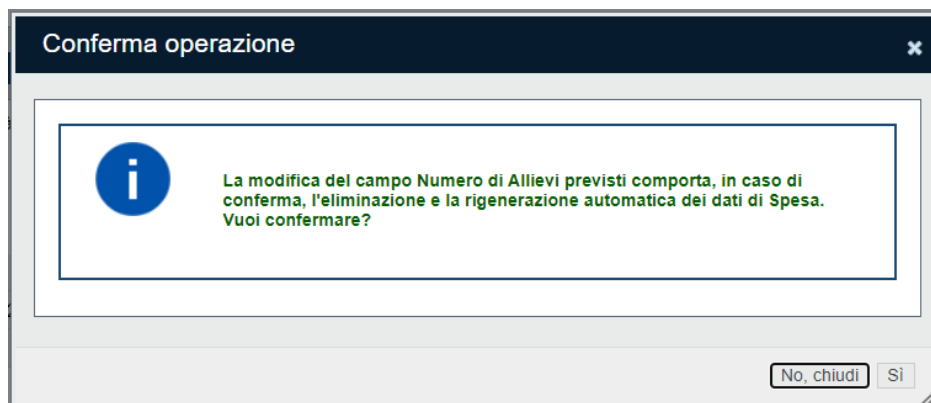 Conferma operazione
La modifica del campo Numero di Allievi previsti comporta, in caso di
conferma, l'eliminazione e la rigenerazione automatica dei dati di Spesa.
Vuoi confermare?
No, chiudi Sì